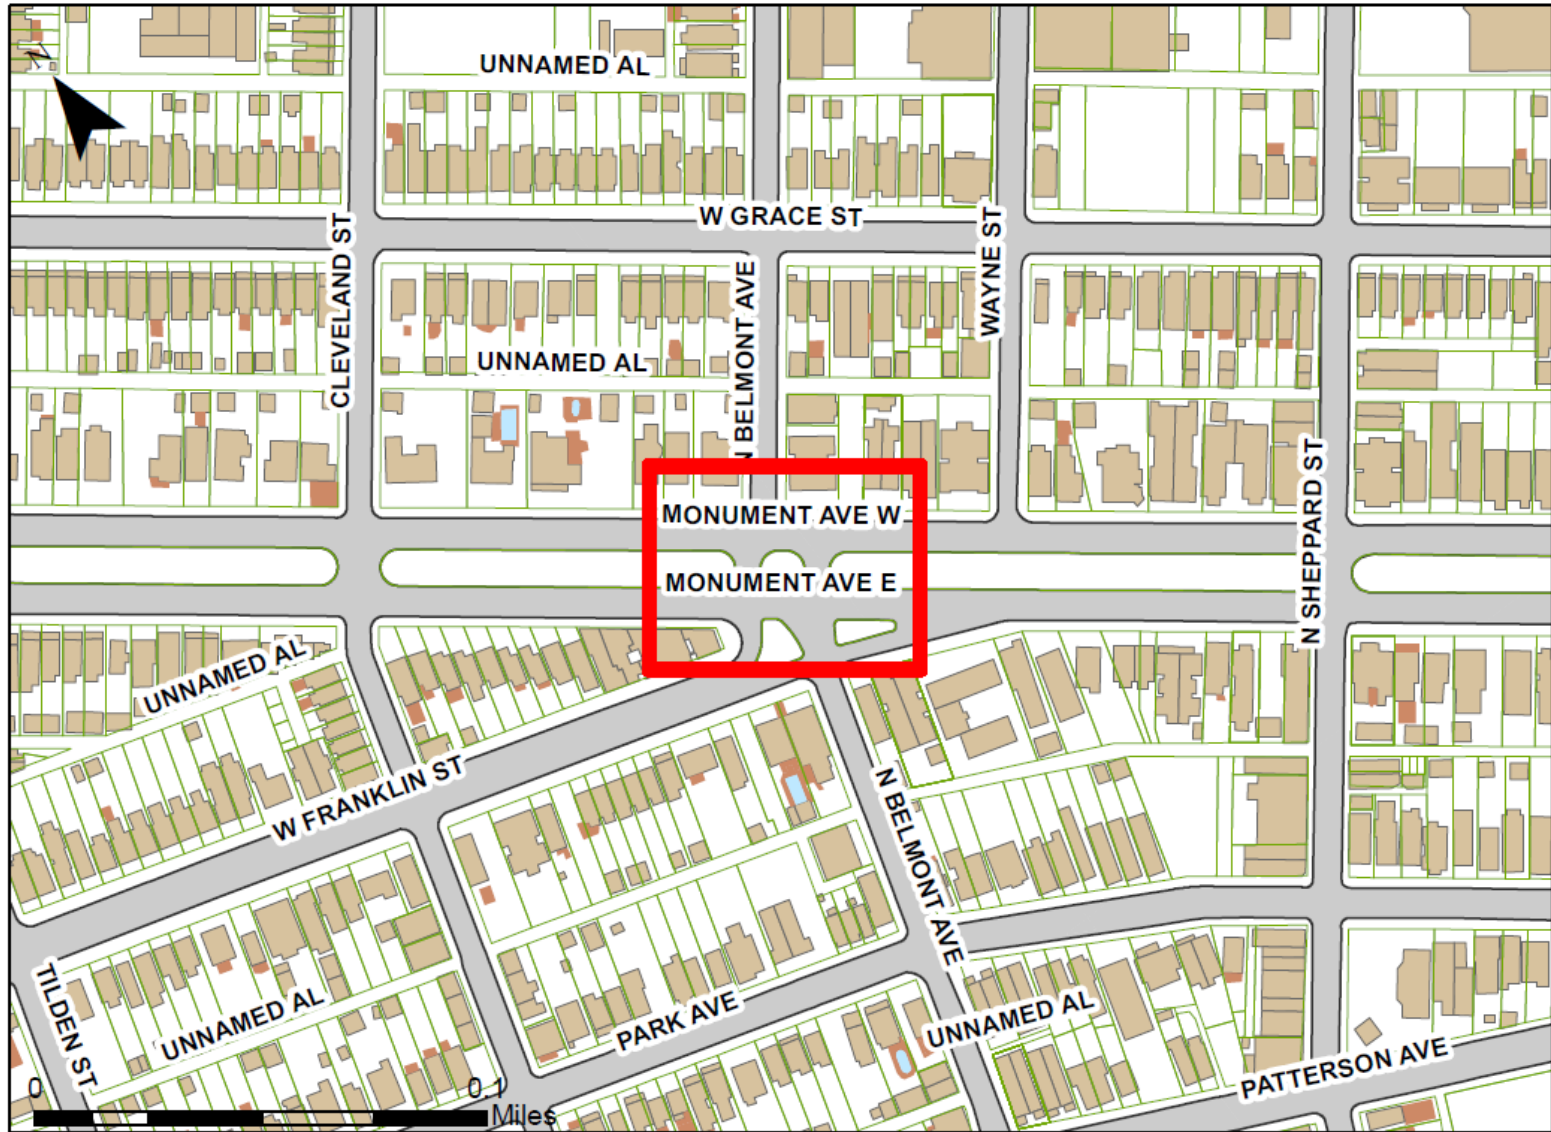 N
UNNAMED AL
W GRACE ST
CLEVELAND ST
N BELMONT AVE
WAYNE ST
UNNAMED AL
N SHEPPARD ST
MONUMENT AVE W
MONUMENT AVE E
UNNAMED AL
W FRANKLIN ST
N BELMONT AVE
TILDEN ST
UNNAMED AL
PARK AVE
UNNAMED AL
PATTERSON AVE
0 0.1
Miles